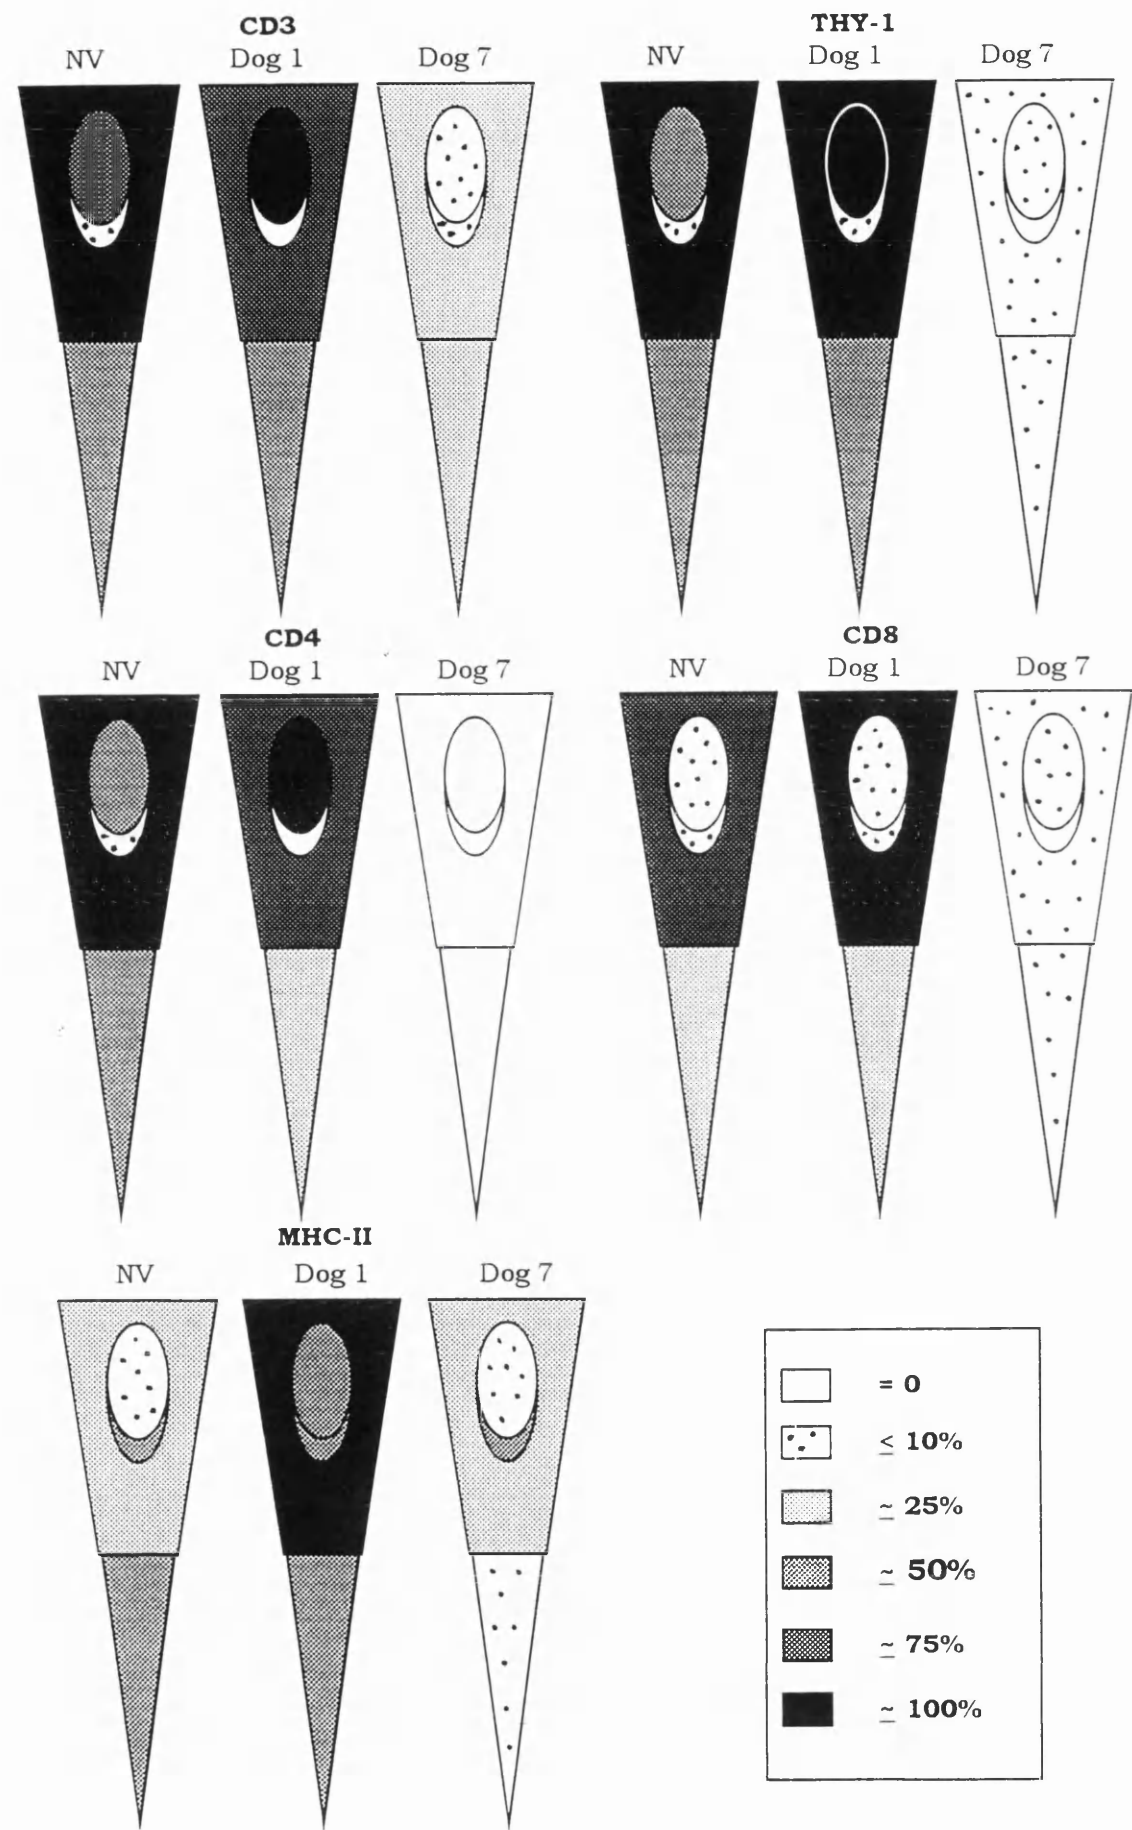 CD3
NV Dog 1 Dog 7
THY-1
NV Dog 1 Dog 7
CD4
NV Dog 1 Dog 7
CD8
NV Dog 1 Dog 7
MHC-II
NV Dog 1 Dog 7
= 0
≤ 10%
≃ 25%
≃ 50%
≃ 75%
≃ 100%